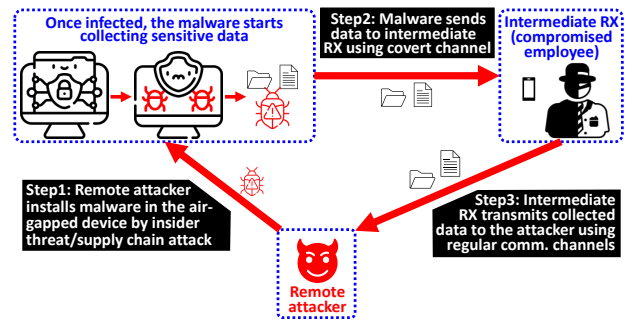 Once infected, the malware starts
collecting sensitive data
Step2: Malware sends
data to intermediate
RX using covert channel
Intermediate RX
(compromised
employee)
Step1: Remote attacker
installs malware in the air-
gapped device by insider
threat/supply chain attack
Step3: Intermediate
RX transmits collected
data to the attacker using
regular comm. channels
Remote
attacker